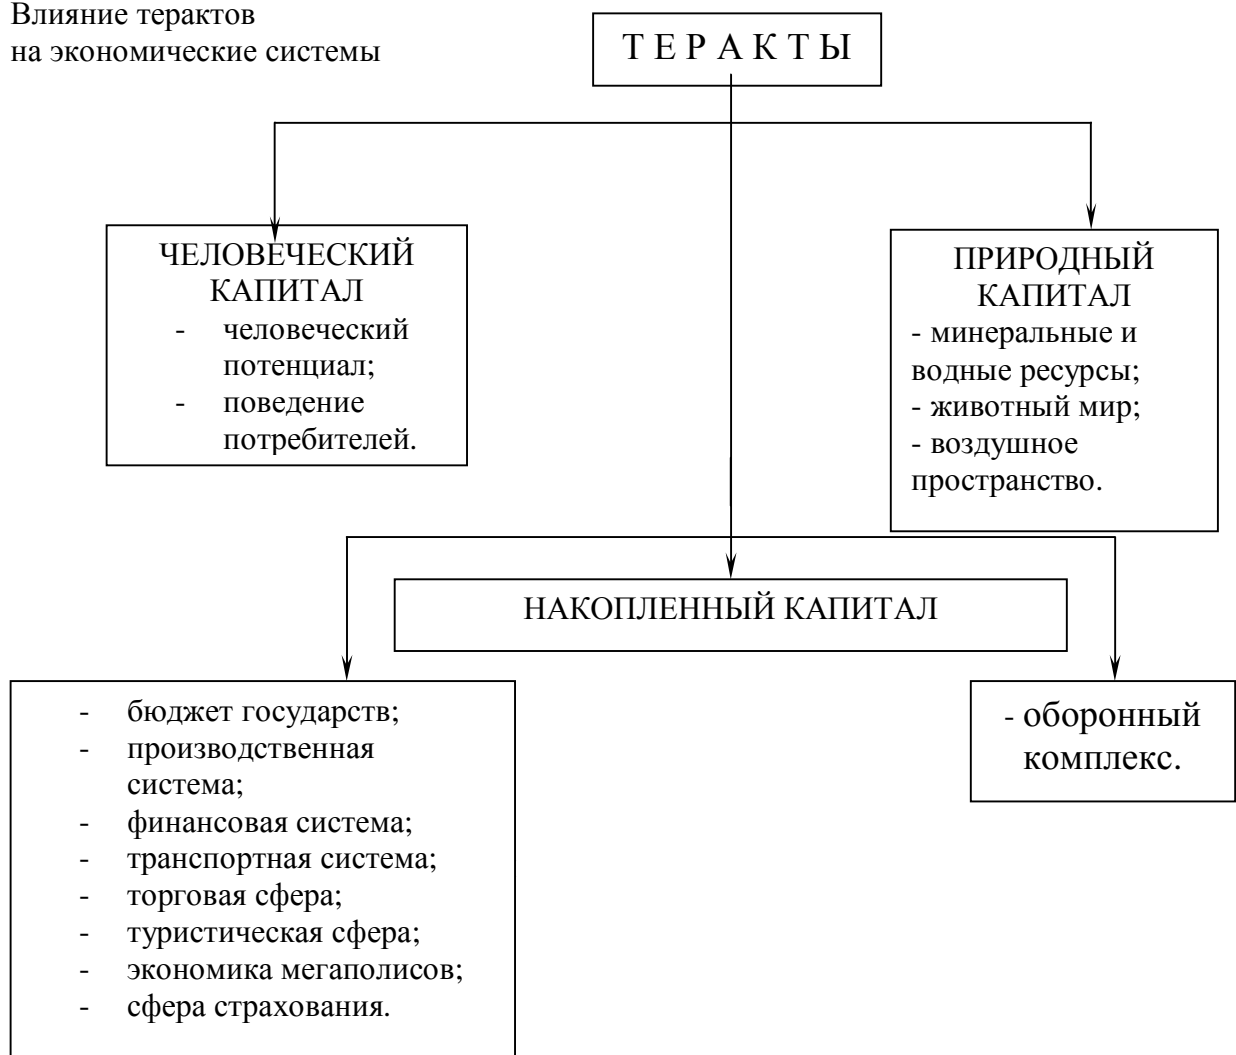 Влияние терактов
на экономические системы
Т Е Р А К Т Ы
ЧЕЛОВЕЧЕСКИЙ
КАПИТАЛ
- человеческий
потенциал;
- поведение
потребителей.
ПРИРОДНЫЙ
КАПИТАЛ
- минеральные и
водные ресурсы;
- животный мир;
- воздушное
пространство.
НАКОПЛЕННЫЙ КАПИТАЛ
- бюджет государств;
- производственная
система;
- финансовая система;
- транспортная система;
- торговая сфера;
- туристическая сфера;
- экономика мегаполисов;
- сфера страхования.
- оборонный
комплекс.